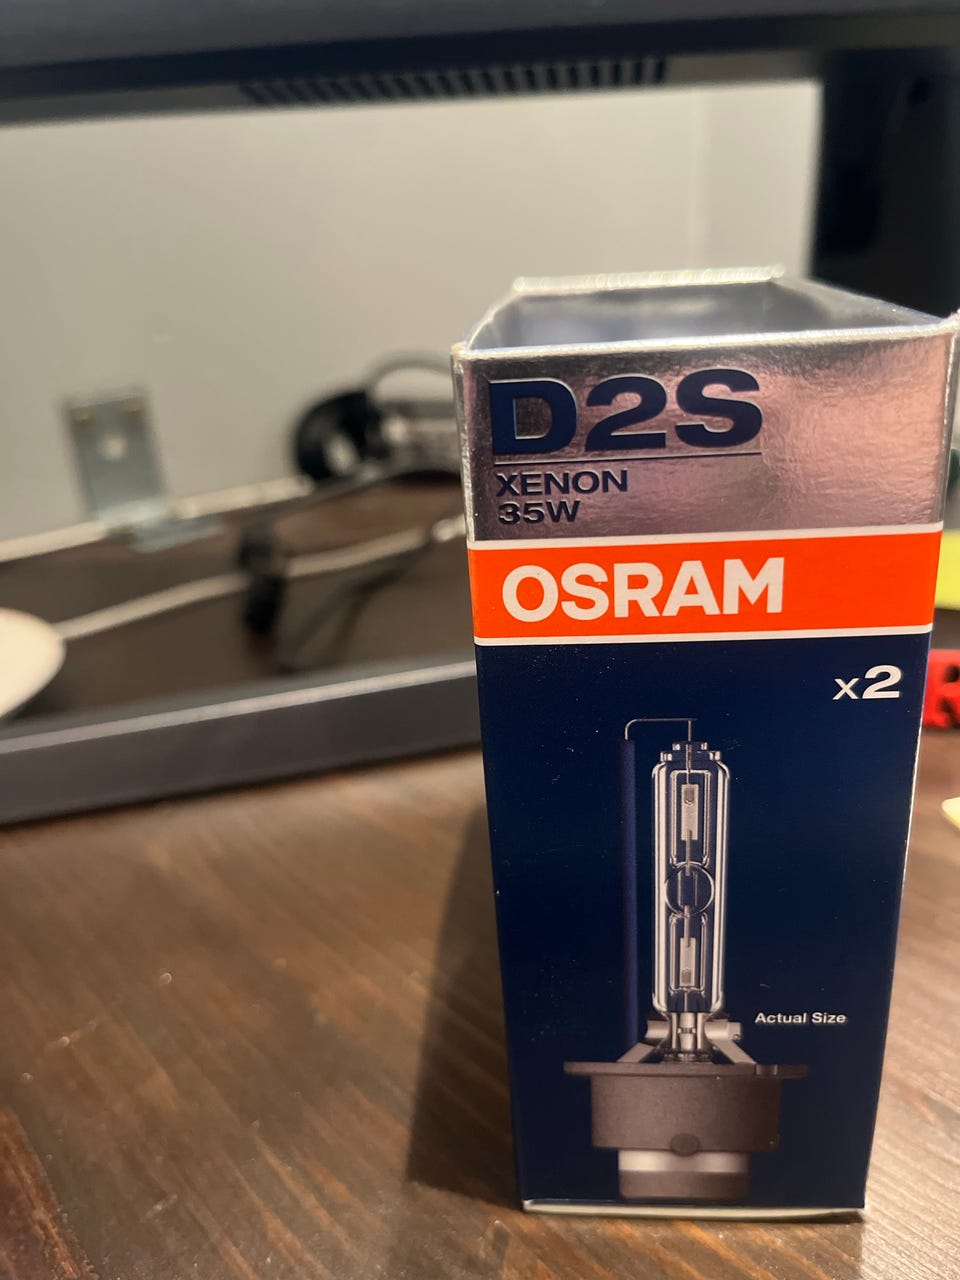 D2S
XENON
35W
OSRAM
x2
Actual Size